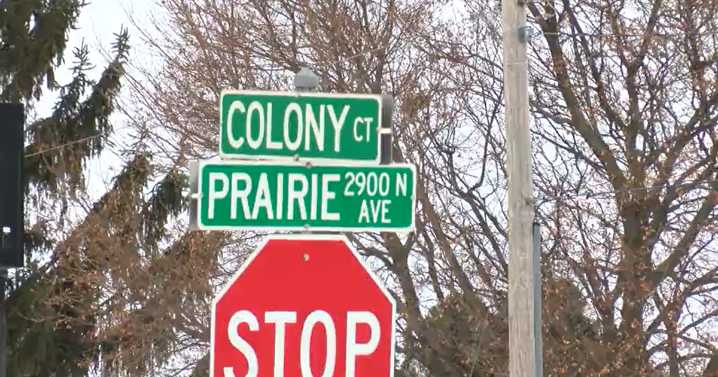 COLONY CT
PRAIRIE 2900 N
AVE
STOP